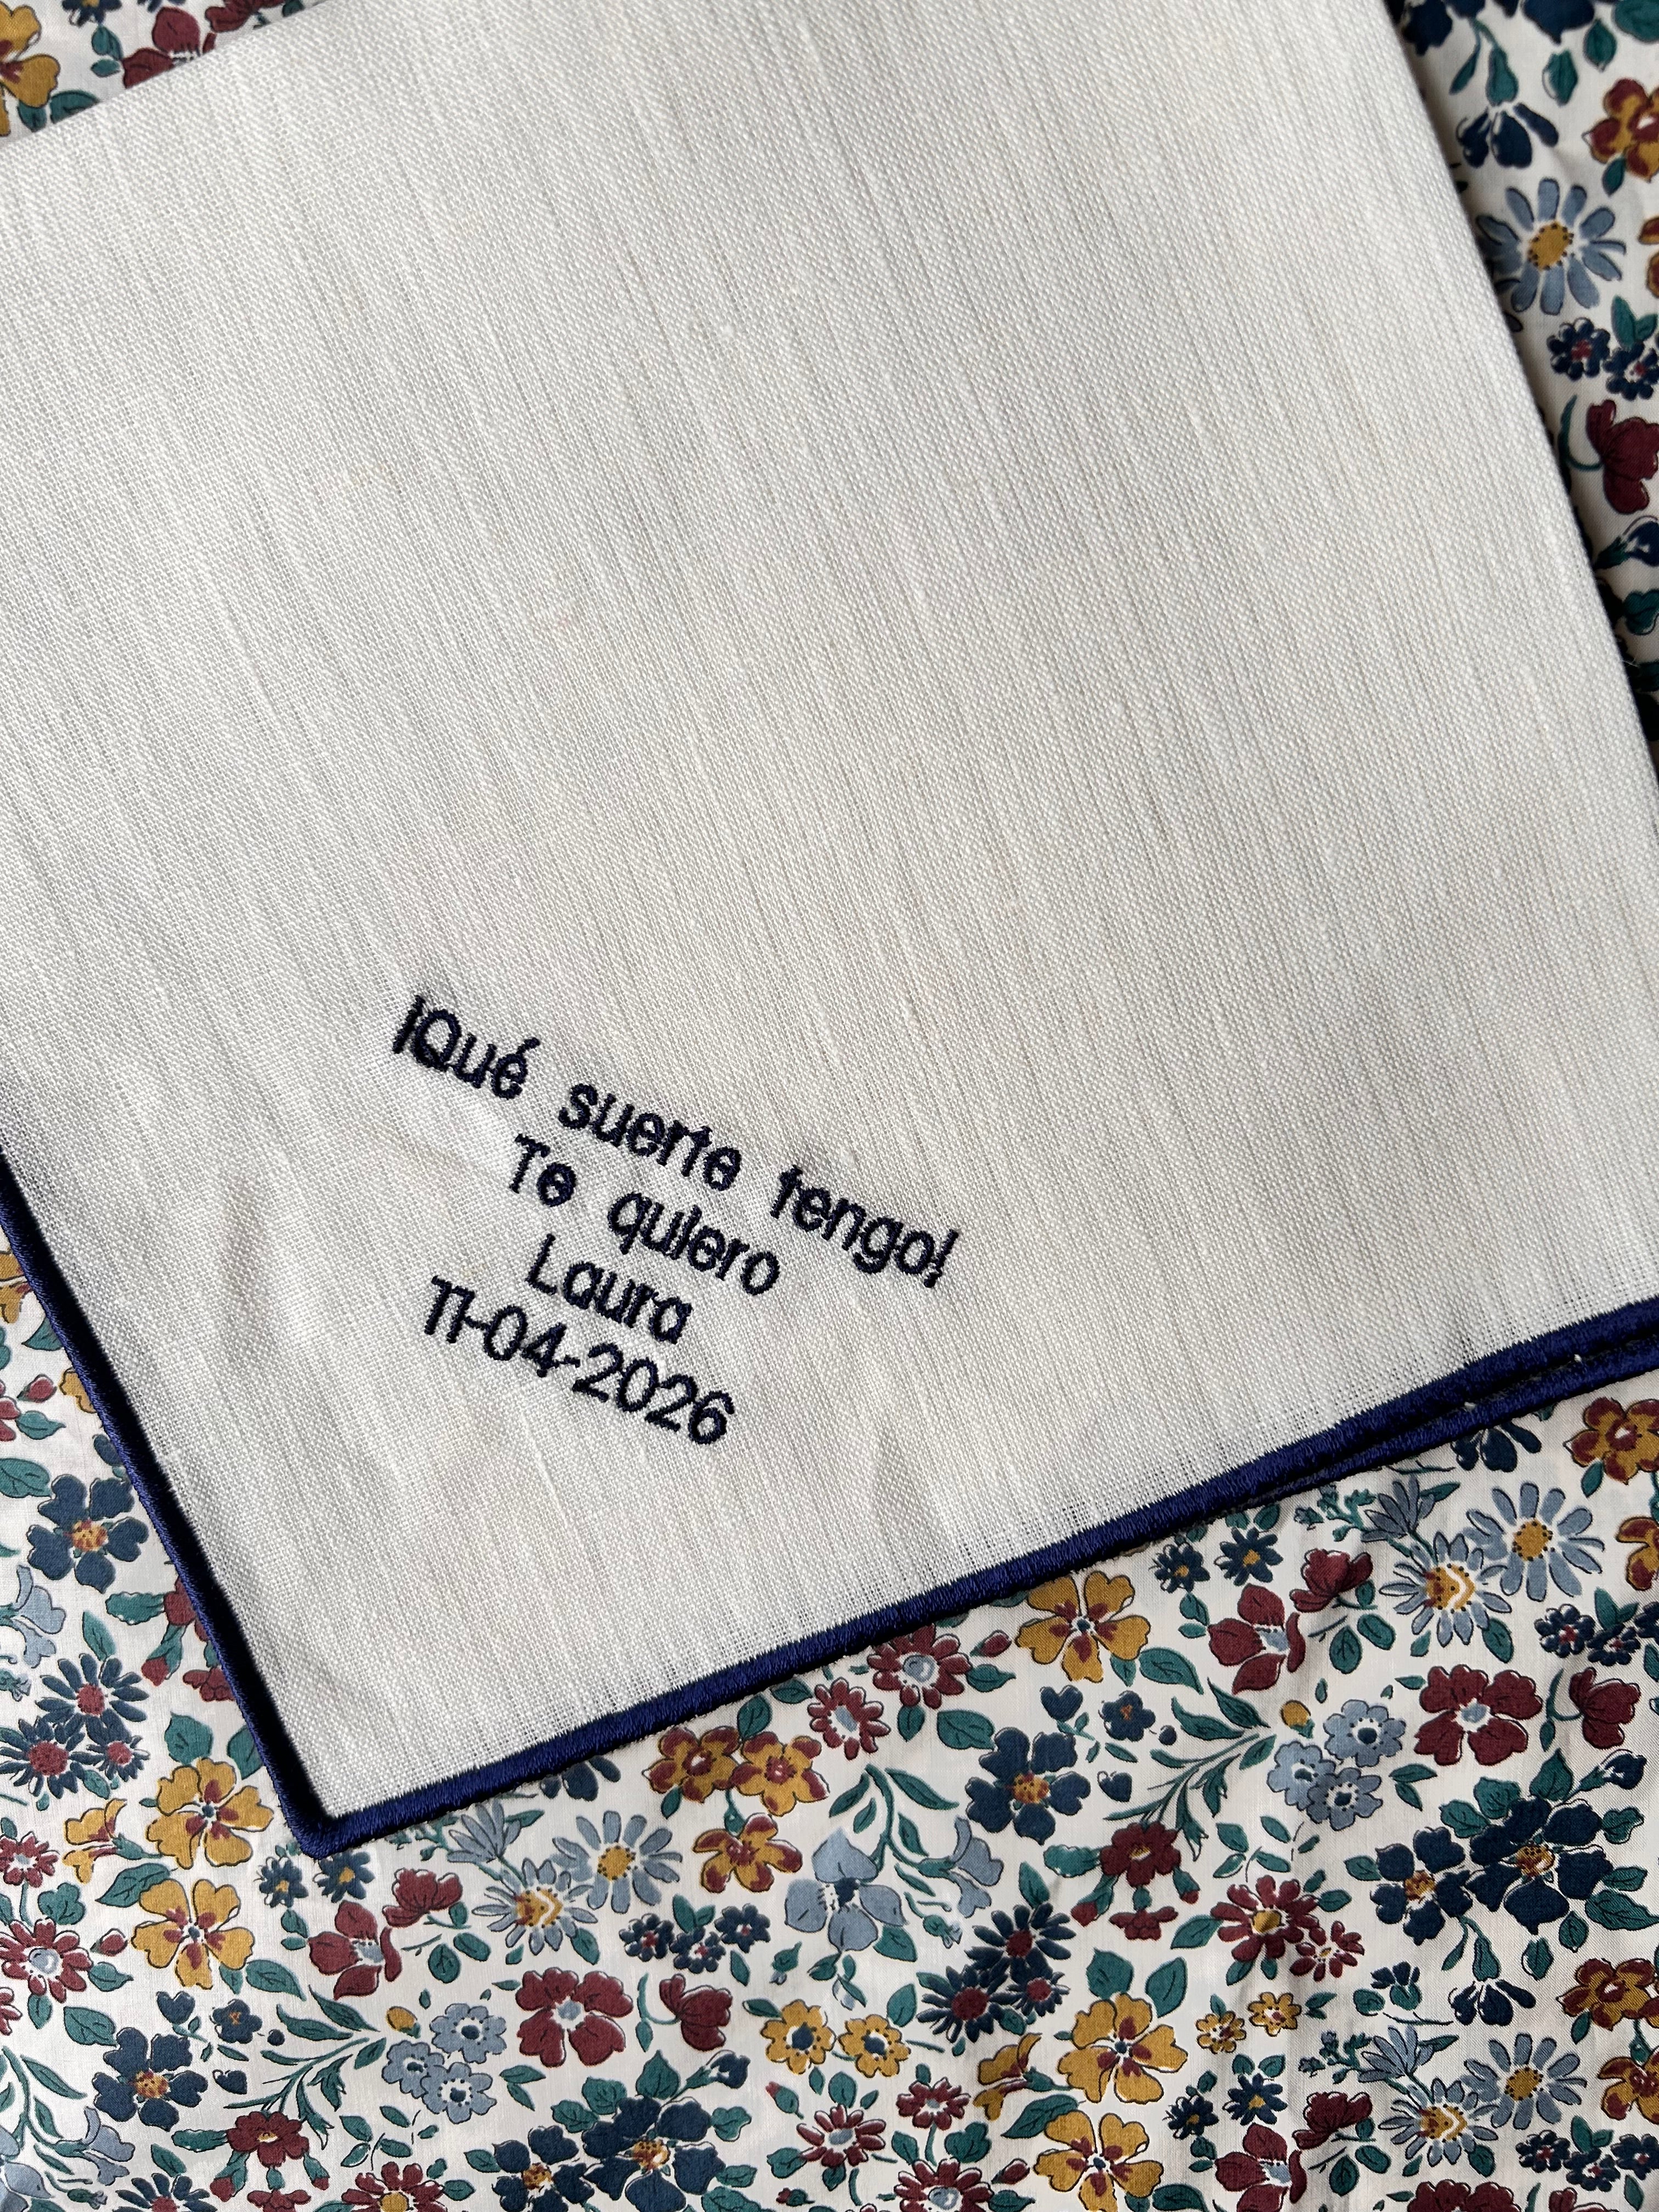 ¡Qué suerte tengo!
Te quiero
Laura
11-04-2026